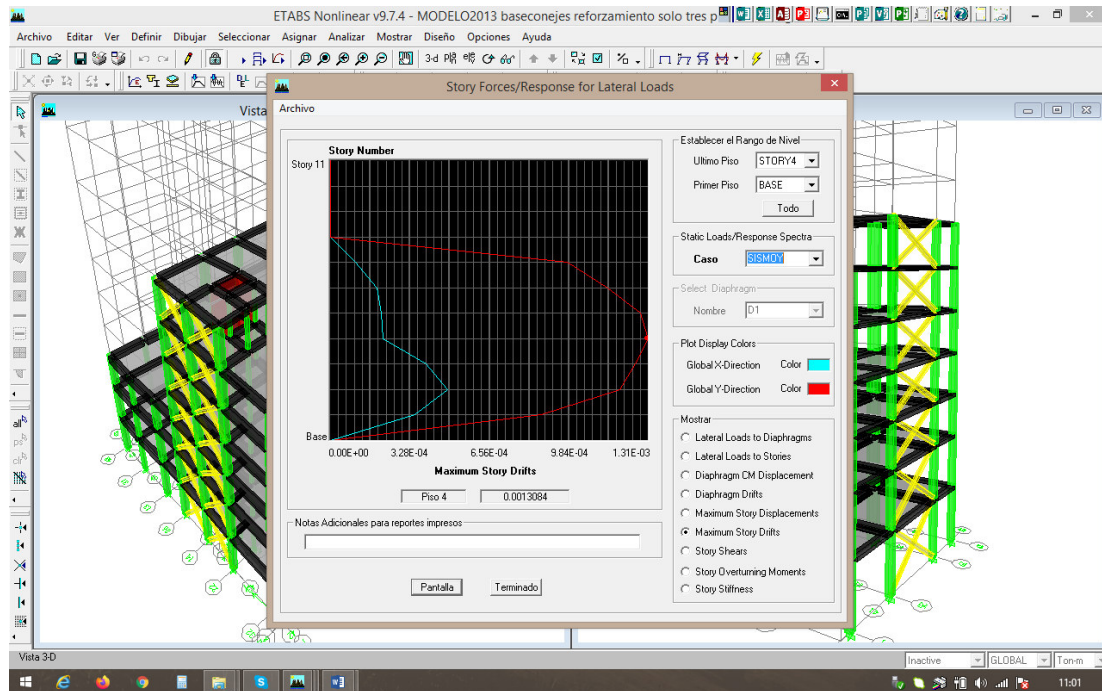 ETABS Nonlinear v9.7.4 - MODELO2013 baseconejes reforzamiento solo tres p
Archivo Editar Ver Definir Dibujar Seleccionar Asignar Analizar Mostrar Diseño Opciones Ayuda
3-d
Vista
Story Forces/Response for Lateral Loads
Archivo
Story Number
Story 11
Base
0.00E+00 3.28E-04 6.56E-04 9.84E-04 1.31E-03
Maximum Story Drifts
Piso 4 0.0013084
Notas Adicionales para reportes impresos
Pantalla Terminado
Establecer el Rango de Nivel
Ultimo Piso STORY4
Primer Piso BASE
Todo
Static Loads/Response Spectra
Caso SISMOY
Select Diaphragm
Nombre D1
Plot Display Colors
Global X-Direction Color
Global Y-Direction Color
Mostrar
Lateral Loads to Diaphragms
Lateral Loads to Stories
Diaphragm CM Displacement
Diaphragm Drifts
Maximum Story Displacements
Maximum Story Drifts
Story Shears
Story Overturning Moments
Story Stiffness
all
Vista 3-D
Inactive GLOBAL Ton-m
11:01